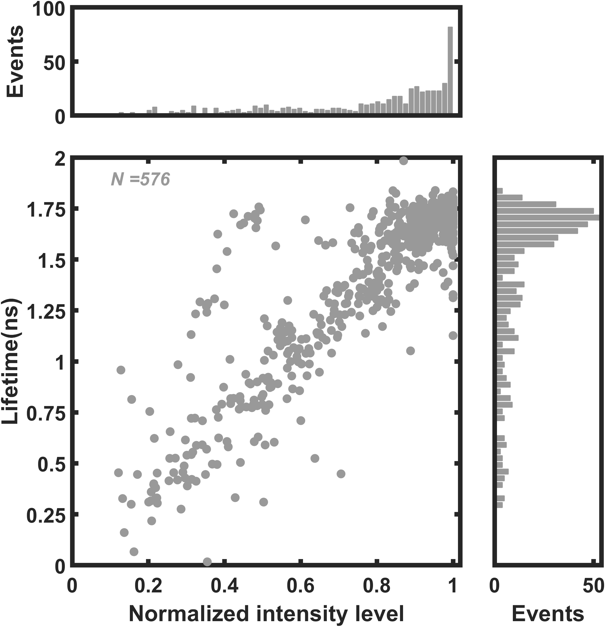 100
50
0
Events
2
1.75
1.5
1.25
1
0.75
0.5
0.25
0
Lifetime(ns)
N =576
0 0.2 0.4 0.6 0.8 1
Normalized intensity level
0 50
Events